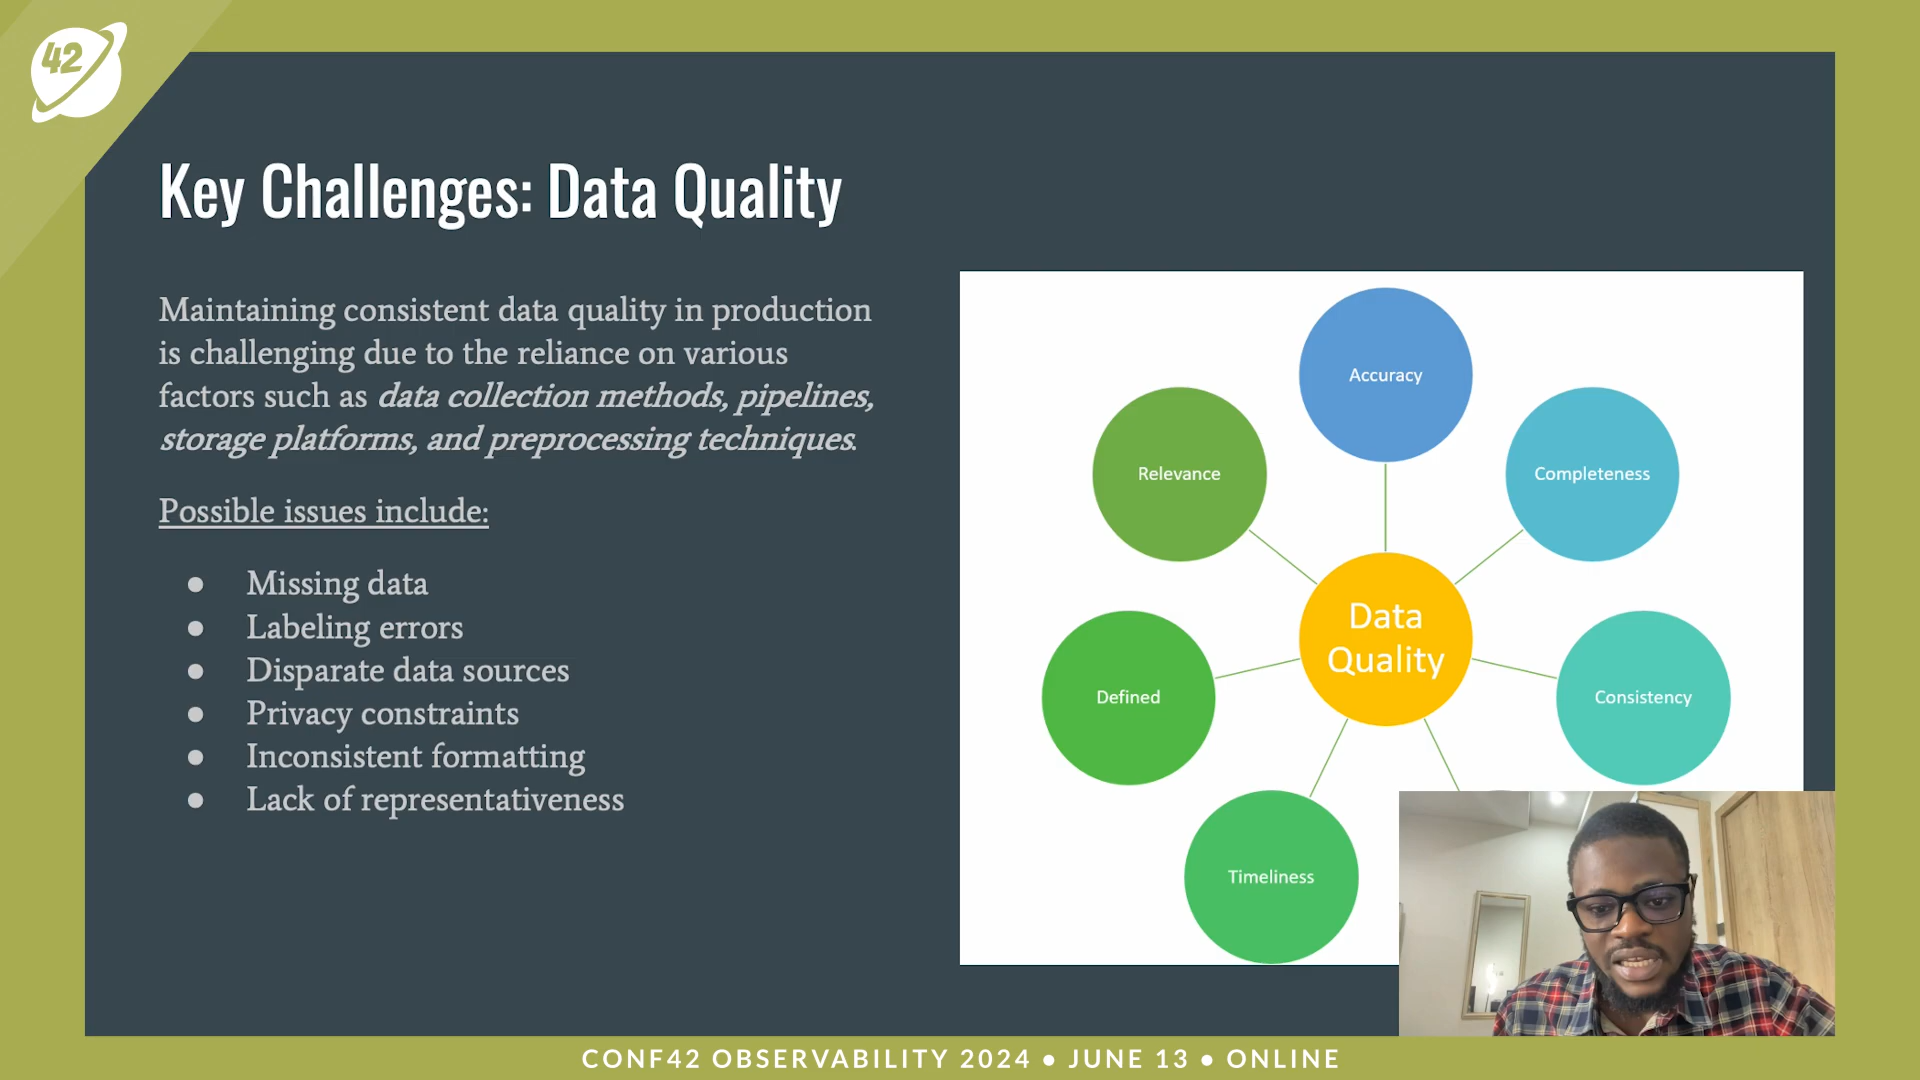 42
Key Challenges: Data Quality
Maintaining consistent data quality in production
is challenging due to the reliance on various
factors such as data collection methods, pipelines,
storage platforms, and preprocessing techniques.
Possible issues include:
● Missing data
● Labeling errors
● Disparate data sources
● Privacy constraints
● Inconsistent formatting
● Lack of representativeness
Accuracy
Relevance
Completeness
Data
Quality
Defined
Consistency
Timeliness
CONF42 OBSERVABILITY 2024 ● JUNE 13 ● ONLINE